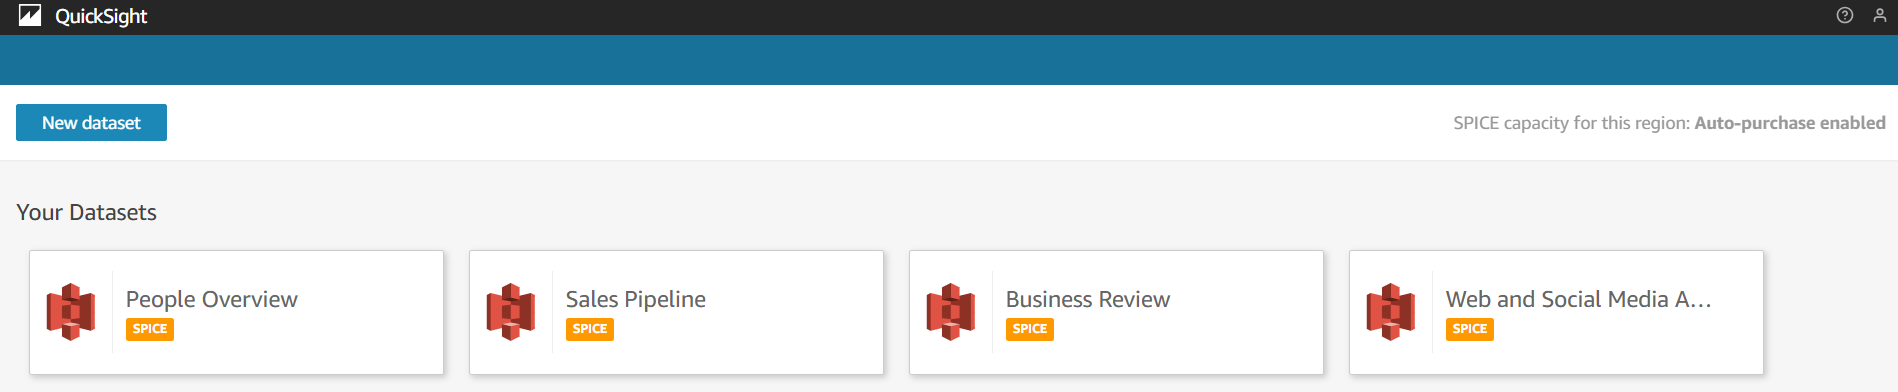 QuickSight
New dataset
SPICE capacity for this region: Auto-purchase enabled
Your Datasets
People Overview
SPICE
Sales Pipeline
SPICE
Business Review
SPICE
Web and Social Media A...
SPICE